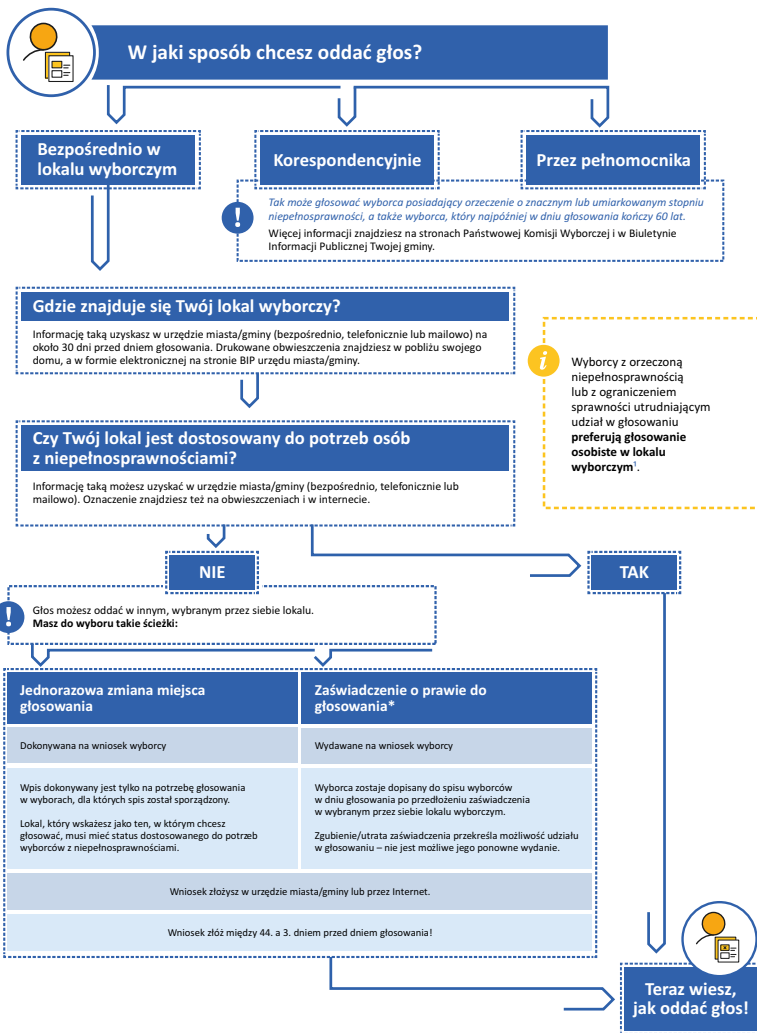 W jaki sposób chcesz oddać głos?
Bezpośrednio w
lokalu wyborczym
Korespondencyjnie
Przez pełnomocnika
!
Tak może głosować wyborca posiadający orzeczenie o znacznym lub umiarkowanym stopniu
niepełnosprawności, a także wyborca, który najpóźniej w dniu głosowania kończy 60 lat.
Więcej informacji znajdziesz na stronach Państwowej Komisji Wyborczej i w Biuletynie
Informacji Publicznej Twojej gminy.
Gdzie znajduje się Twój lokal wyborczy?
Informację taką uzyskasz w urzędzie miasta/gminy (bezpośrednio, telefonicznie lub mailowo) na
około 30 dni przed dniem głosowania. Drukowane obwieszczenia znajdziesz w pobliżu swojego
domu, a w formie elektronicznej na stronie BIP urzędu miasta/gminy.
i
Wyborcy z orzeczoną
niepełnosprawnością
lub z ograniczeniem
sprawności utrudniającym
udział w głosowaniu
preferują głosowanie
osobiste w lokalu
wyborczym¹.
Czy Twój lokal jest dostosowany do potrzeb osób
z niepełnosprawnościami?
Informację taką możesz uzyskać w urzędzie miasta/gminy (bezpośrednio, telefonicznie lub
mailowo). Oznaczenie znajdziesz też na obwieszczeniach i w internecie.
NIE
TAK
!
Głos możesz oddać w innym, wybranym przez siebie lokalu.
Masz do wyboru takie ścieżki:
Jednorazowa zmiana miejsca
głosowania
Zaświadczenie o prawie do
głosowania*
Dokonywana na wniosek wyborcy
Wydawane na wniosek wyborcy
Wpis dokonywany jest tylko na potrzebę głosowania
w wyborach, dla których spis został sporządzony.
Lokal, który wskażesz jako ten, w którym chcesz
głosować, musi mieć status dostosowanego do potrzeb
wyborców z niepełnosprawnościami.
Wyborca zostaje dopisany do spisu wyborców
w dniu głosowania po przedłożeniu zaświadczenia
w wybranym przez siebie lokalu wyborczym.
Zgubienie/utrata zaświadczenia przekreśla możliwość udziału
w głosowaniu – nie jest możliwe jego ponowne wydanie.
Wniosek złożysz w urzędzie miasta/gminy lub przez Internet.
Wniosek złóż między 44. a 3. dniem przed dniem głosowania!
Teraz wiesz,
jak oddać głos!